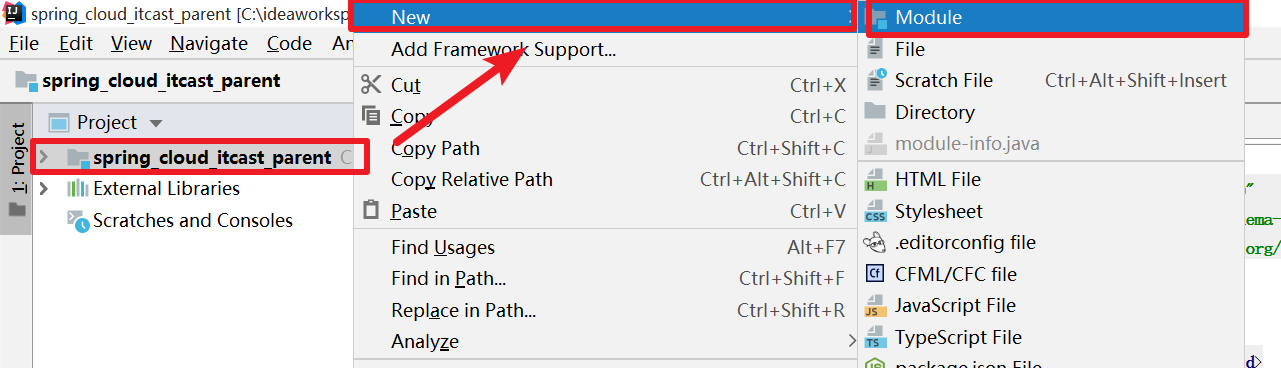 spring_cloud_itcast_parent [C:\ideaworksp
File Edit View Navigate Code An
spring_cloud_itcast_parent
Project
1: Project
spring_cloud_itcast_parent C
External Libraries
Scratches and Consoles
New
Add Framework Support...
Cut Ctrl+X
Copy Ctrl+C
Copy Path Ctrl+Shift+C
Copy Relative Path Ctrl+Alt+Shift+C
Paste Ctrl+V
Find Usages Alt+F7
Find in Path... Ctrl+Shift+F
Replace in Path... Ctrl+Shift+R
Analyze
Module
File
Scratch File Ctrl+Alt+Shift+Insert
Directory
module-info.java
HTML File
Stylesheet
.editorconfig file
CFML/CFC file
JavaScript File
TypeScript File
package.json File
"
ema-
org/
d>